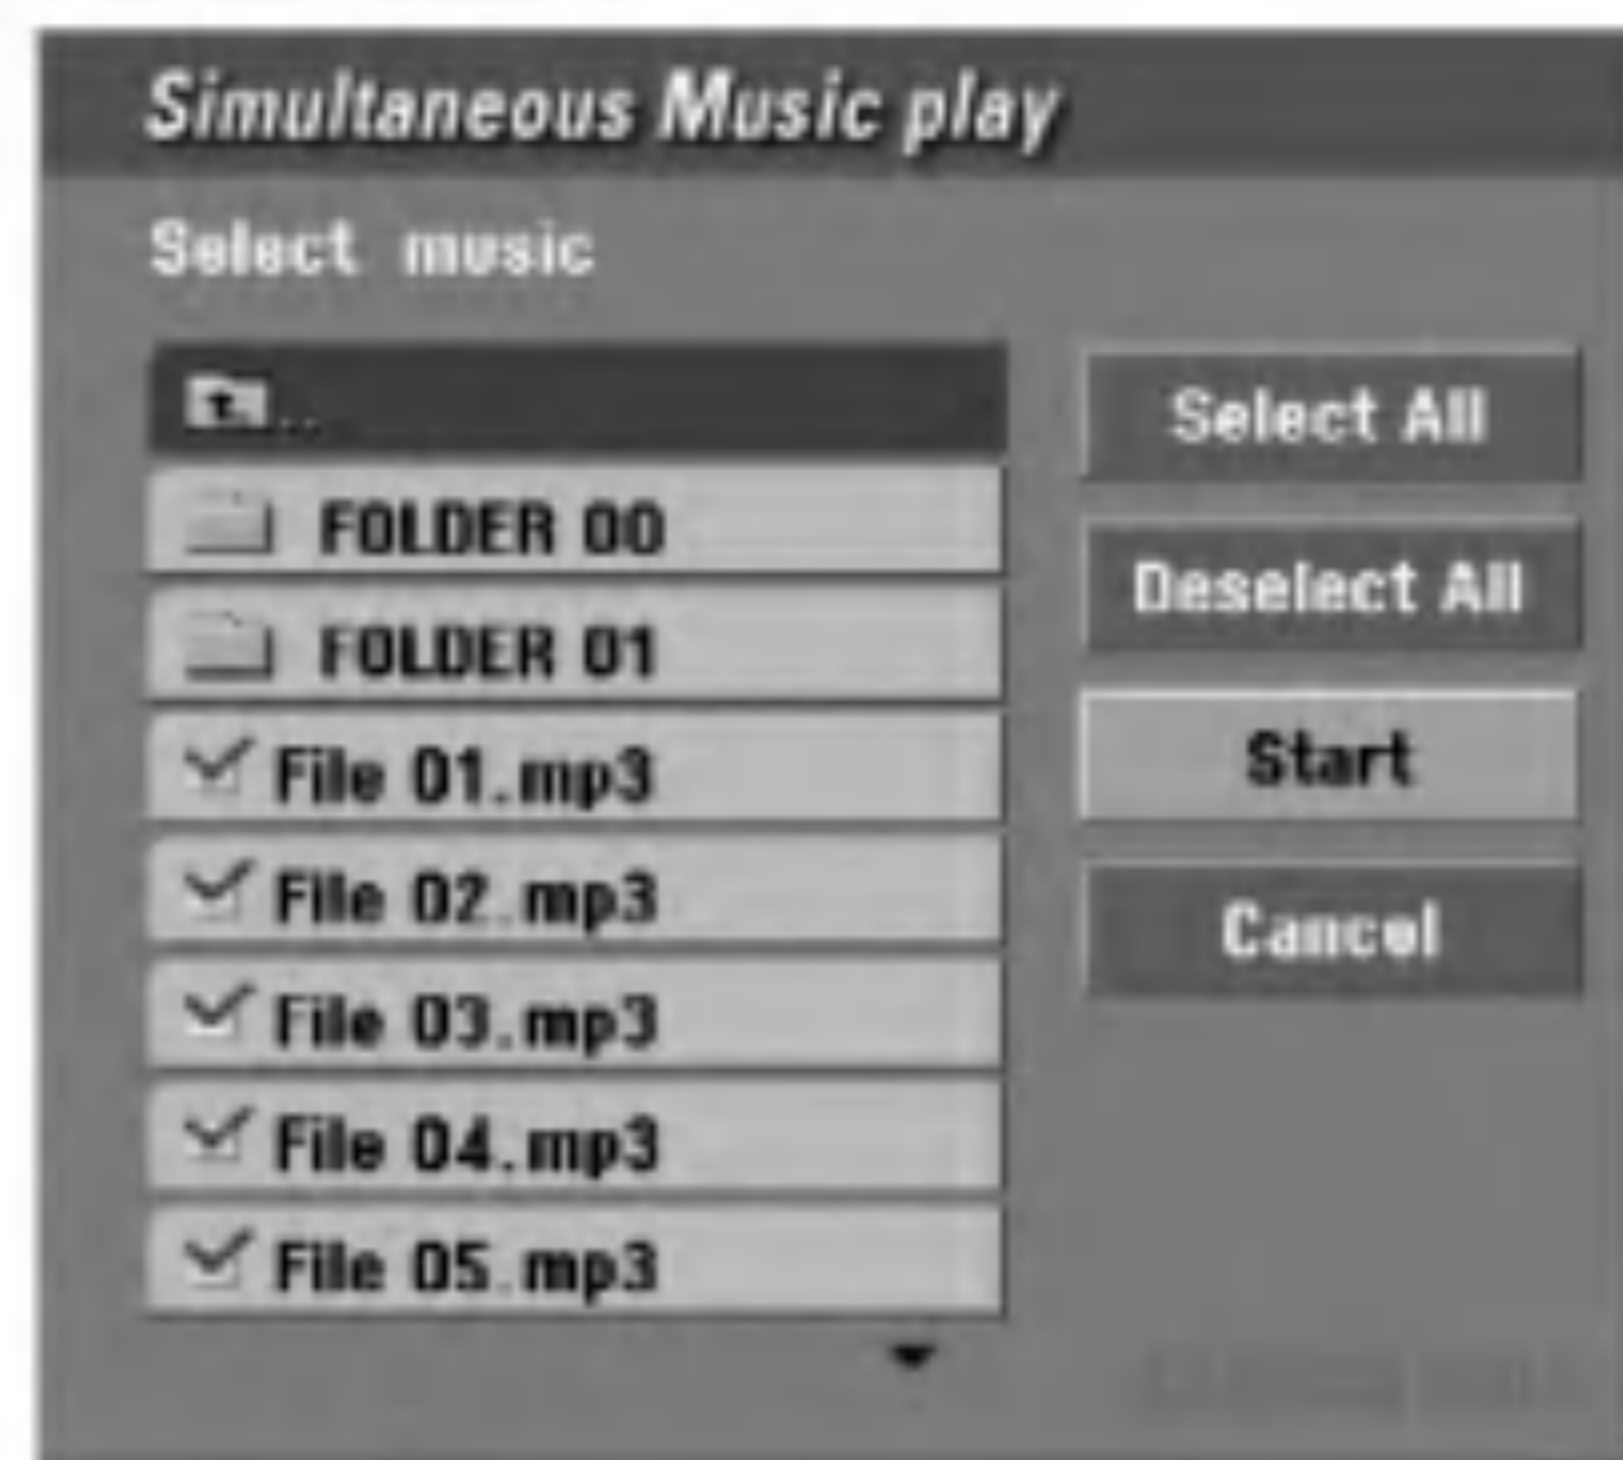 Simultaneous Music play
Select music
..
FOLDER 00
FOLDER 01
File 01.mp3
File 02.mp3
File 03.mp3
File 04.mp3
File 05.mp3
Select All
Deselect All
Start
Cancel